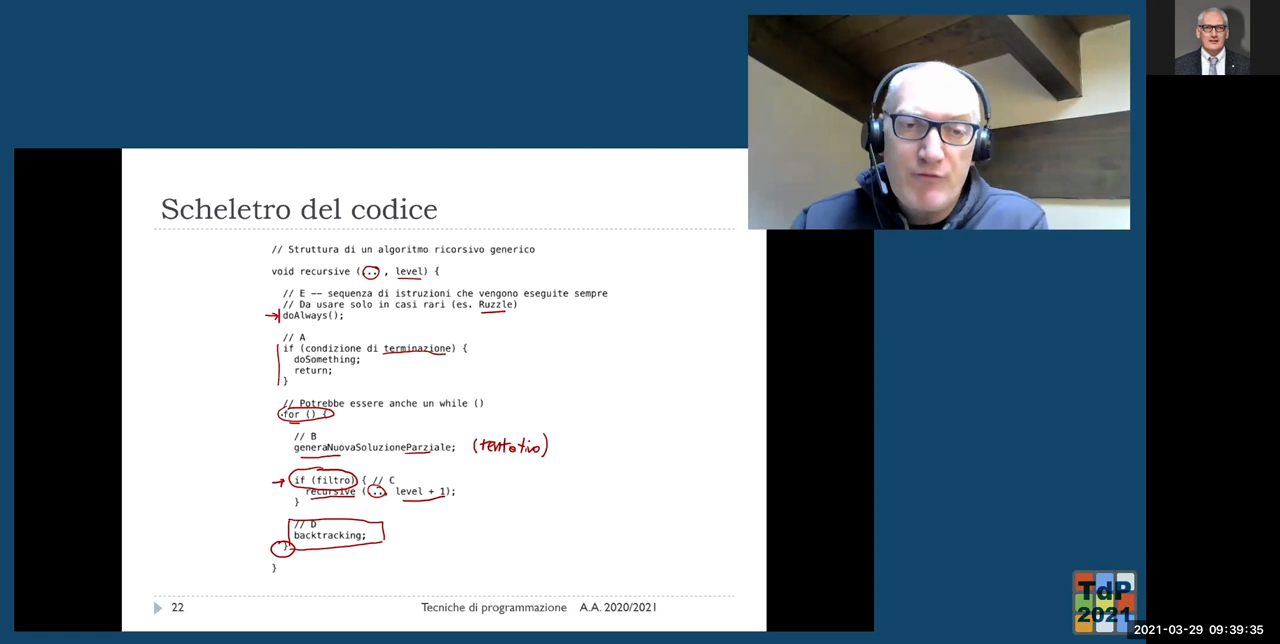 Scheletro del codice
// Struttura di un algoritmo ricorsivo generico
void recursive (... , level) {
// E -- sequenza di istruzioni che vengono eseguite sempre
// Da usare solo in casi rari (es. Ruzzle)
doAlways();
// A
if (condizione di terminazione) {
doSomething;
return;
}
// Potrebbe essere anche un while ()
for () {
// B
generaNuovaSoluzioneParziale; (tentativo)
if (filtro) { // C
recursive (... level + 1);
}
// D
backtracking;
}
}
22 Tecniche di programmazione A.A. 2020/2021
TdP
2021
2021-03-29 09:39:35